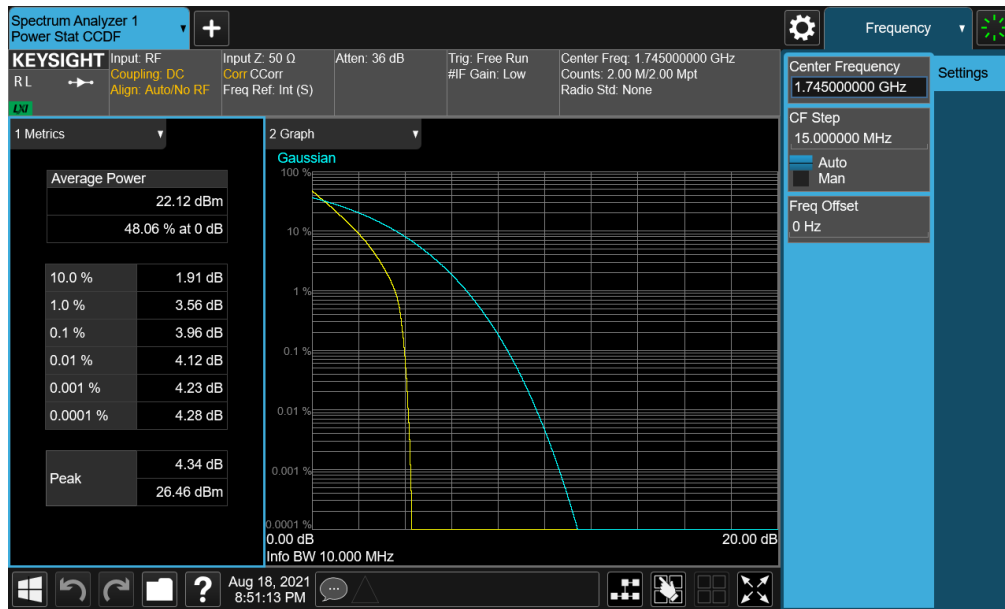 Spectrum Analyzer 1
Power Stat CCDF
+
Frequency
KEYSIGHT
RL
LXI
Input: RF
Coupling: DC
Align: Auto/No RF
Input Z: 50 Ω
Corr CCorr
Freq Ref: Int (S)
Atten: 36 dB
Trig: Free Run
#IF Gain: Low
Center Freq: 1.745000000 GHz
Counts: 2.00 M/2.00 Mpt
Radio Std: None
Center Frequency
1.745000000 GHz
Settings
CF Step
15.000000 MHz
Auto
Man
Freq Offset
0 Hz
1 Metrics
Average Power
22.12 dBm
48.06 % at 0 dB
10.0 % 1.91 dB
1.0 % 3.56 dB
0.1 % 3.96 dB
0.01 % 4.12 dB
0.001 % 4.23 dB
0.0001 % 4.28 dB
Peak
4.34 dB
26.46 dBm
2 Graph
Gaussian
100 %
10 %
1 %
0.1 %
0.01 %
0.001 %
0.0001 %
0.00 dB 20.00 dB
Info BW 10.000 MHz
?
Aug 18, 2021
8:51:13 PM